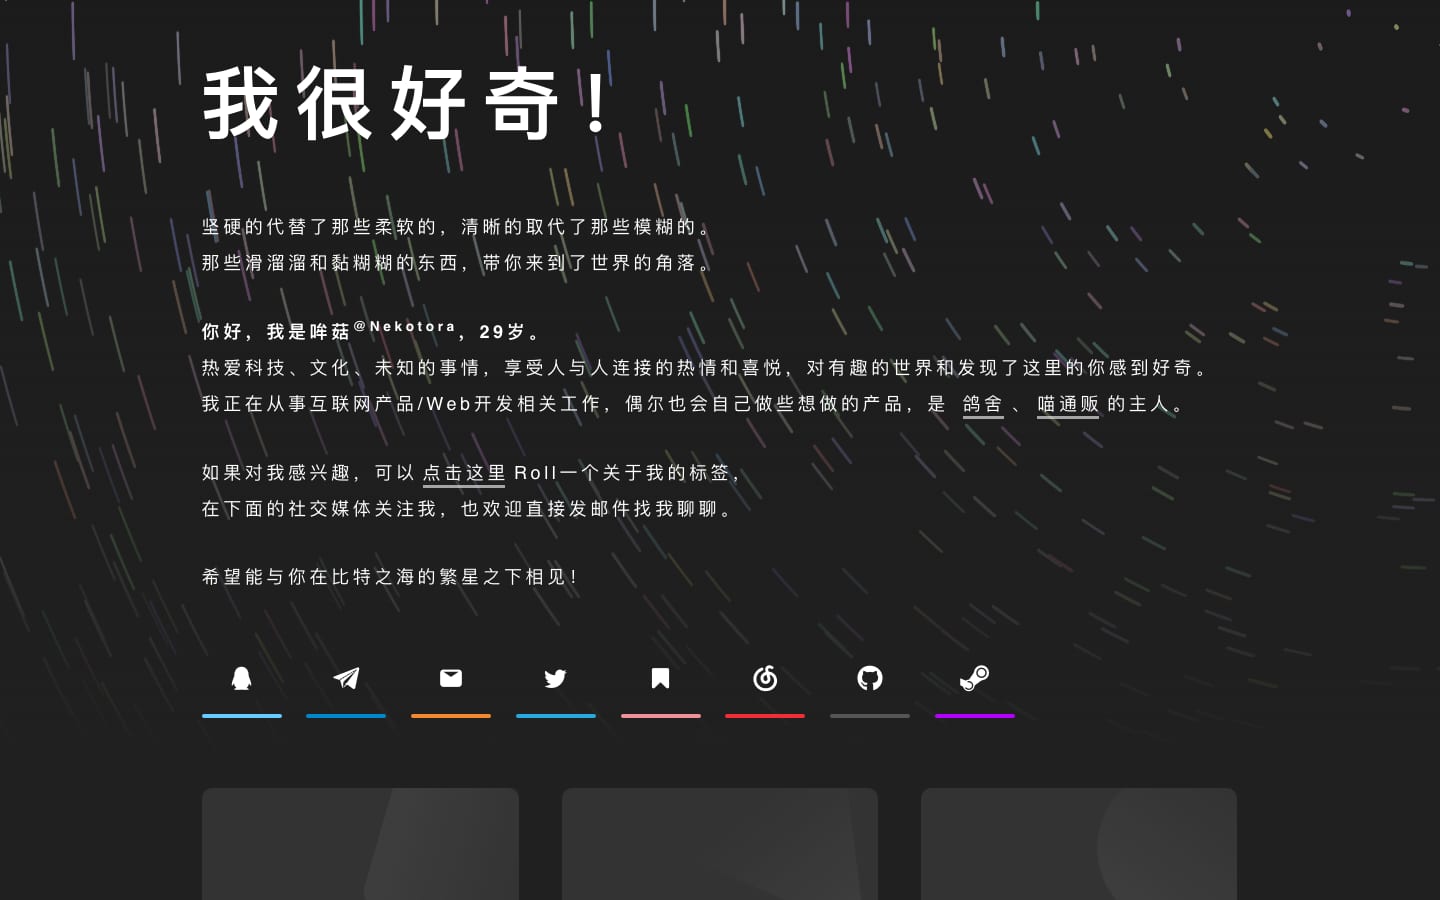 我很好奇！
坚硬的代替了那些柔软的，清晰的取代了那些模糊的。
那些滑溜溜和黏糊糊的东西，带你来到了世界的角落。
你好，我是哞菇@Nekotora，29岁。
热爱科技、文化、未知的事情，享受人与人连接的热情和喜悦，对有趣的世界和发现了这里的你感到好奇。
我正在从事互联网产品/Web开发相关工作，偶尔也会自己做些想做的产品，是 鸽舍 、 喵通贩 的主人。
如果对我感兴趣，可以 点击这里 Roll一个关于我的标签，
在下面的社交媒体关注我，也欢迎直接发邮件找我聊聊。
希望能与你在比特之海的繁星之下相见！